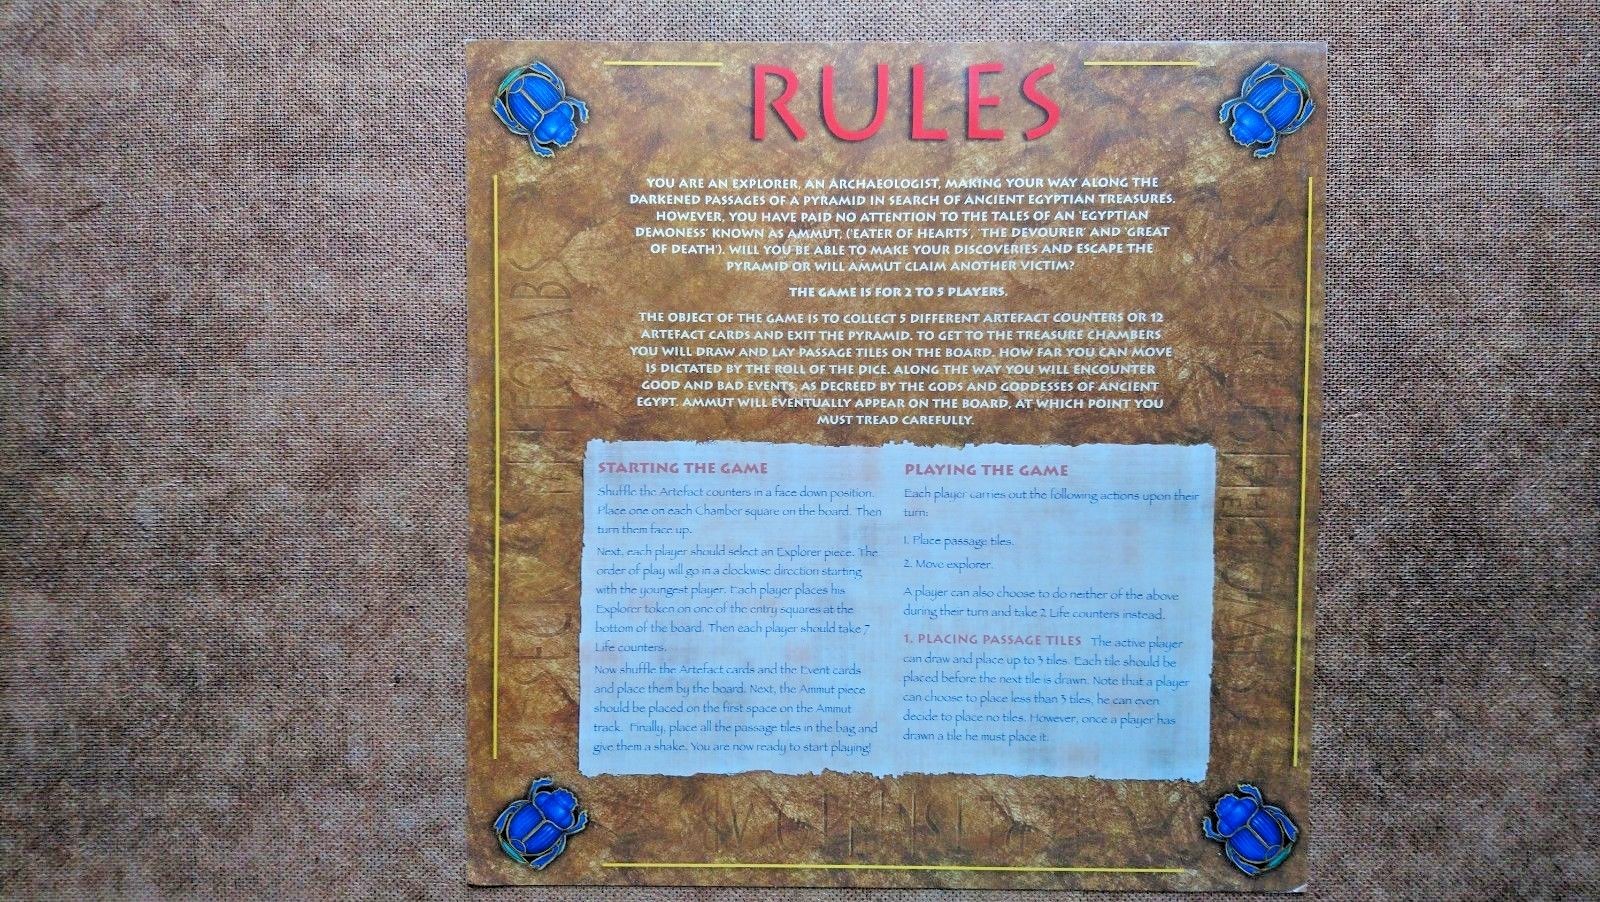 RULES
YOU ARE AN EXPLORER, AN ARCHAEOLOGIST, MAKING YOUR WAY ALONG THE
DARKENED PASSAGES OF A PYRAMID IN SEARCH OF ANCIENT EGYPTIAN TREASURES.
HOWEVER, YOU HAVE PAID NO ATTENTION TO THE TALES OF AN 'EGYPTIAN
DEMONESS' KNOWN AS AMMUT, ('EATER OF HEARTS', 'THE DEVOURER' AND 'GREAT
OF DEATH'). WILL YOU BE ABLE TO MAKE YOUR DISCOVERIES AND ESCAPE THE
PYRAMID OR WILL AMMUT CLAIM ANOTHER VICTIM?
THE GAME IS FOR 2 TO 5 PLAYERS.
THE OBJECT OF THE GAME IS TO COLLECT 5 DIFFERENT ARTEFACT COUNTERS OR 12
ARTEFACT CARDS AND EXIT THE PYRAMID. TO GET TO THE TREASURE CHAMBERS
YOU WILL DRAW AND LAY PASSAGE TILES ON THE BOARD. HOW FAR YOU CAN MOVE
IS DICTATED BY THE ROLL OF THE DICE. ALONG THE WAY YOU WILL ENCOUNTER
GOOD AND BAD EVENTS, AS DECREED BY THE GODS AND GODDESSES OF ANCIENT
EGYPT. AMMUT WILL EVENTUALLY APPEAR ON THE BOARD, AT WHICH POINT YOU
MUST TREAD CAREFULLY.
STARTING THE GAME
Shuffle the Artefact counters in a face down position.
Place one on each Chamber square on the board. Then
turn them face up.
Next, each player should select an Explorer piece. The
order of play will go in a clockwise direction starting
with the youngest player. Each player places his
Explorer token on one of the entry squares at the
bottom of the board. Then each player should take 7
Life counters.
Now shuffle the Artefact cards and the Event cards
and place them by the board. Next, the Ammut piece
should be placed on the first space on the Ammut
track. Finally, place all the passage tiles in the bag and
give them a shake. You are now ready to start playing!
PLAYING THE GAME
Each player carries out the following actions upon their
turn:
1. Place passage tiles.
2. Move explorer.
A player can also choose to do neither of the above
during their turn and take 2 Life counters instead.
1. PLACING PASSAGE TILES The active player
can draw and place up to 3 tiles. Each tile should be
placed before the next tile is drawn. Note that a player
can choose to place less than 3 tiles, he can even
decide to place no tiles. However, once a player has
drawn a tile he must place it.